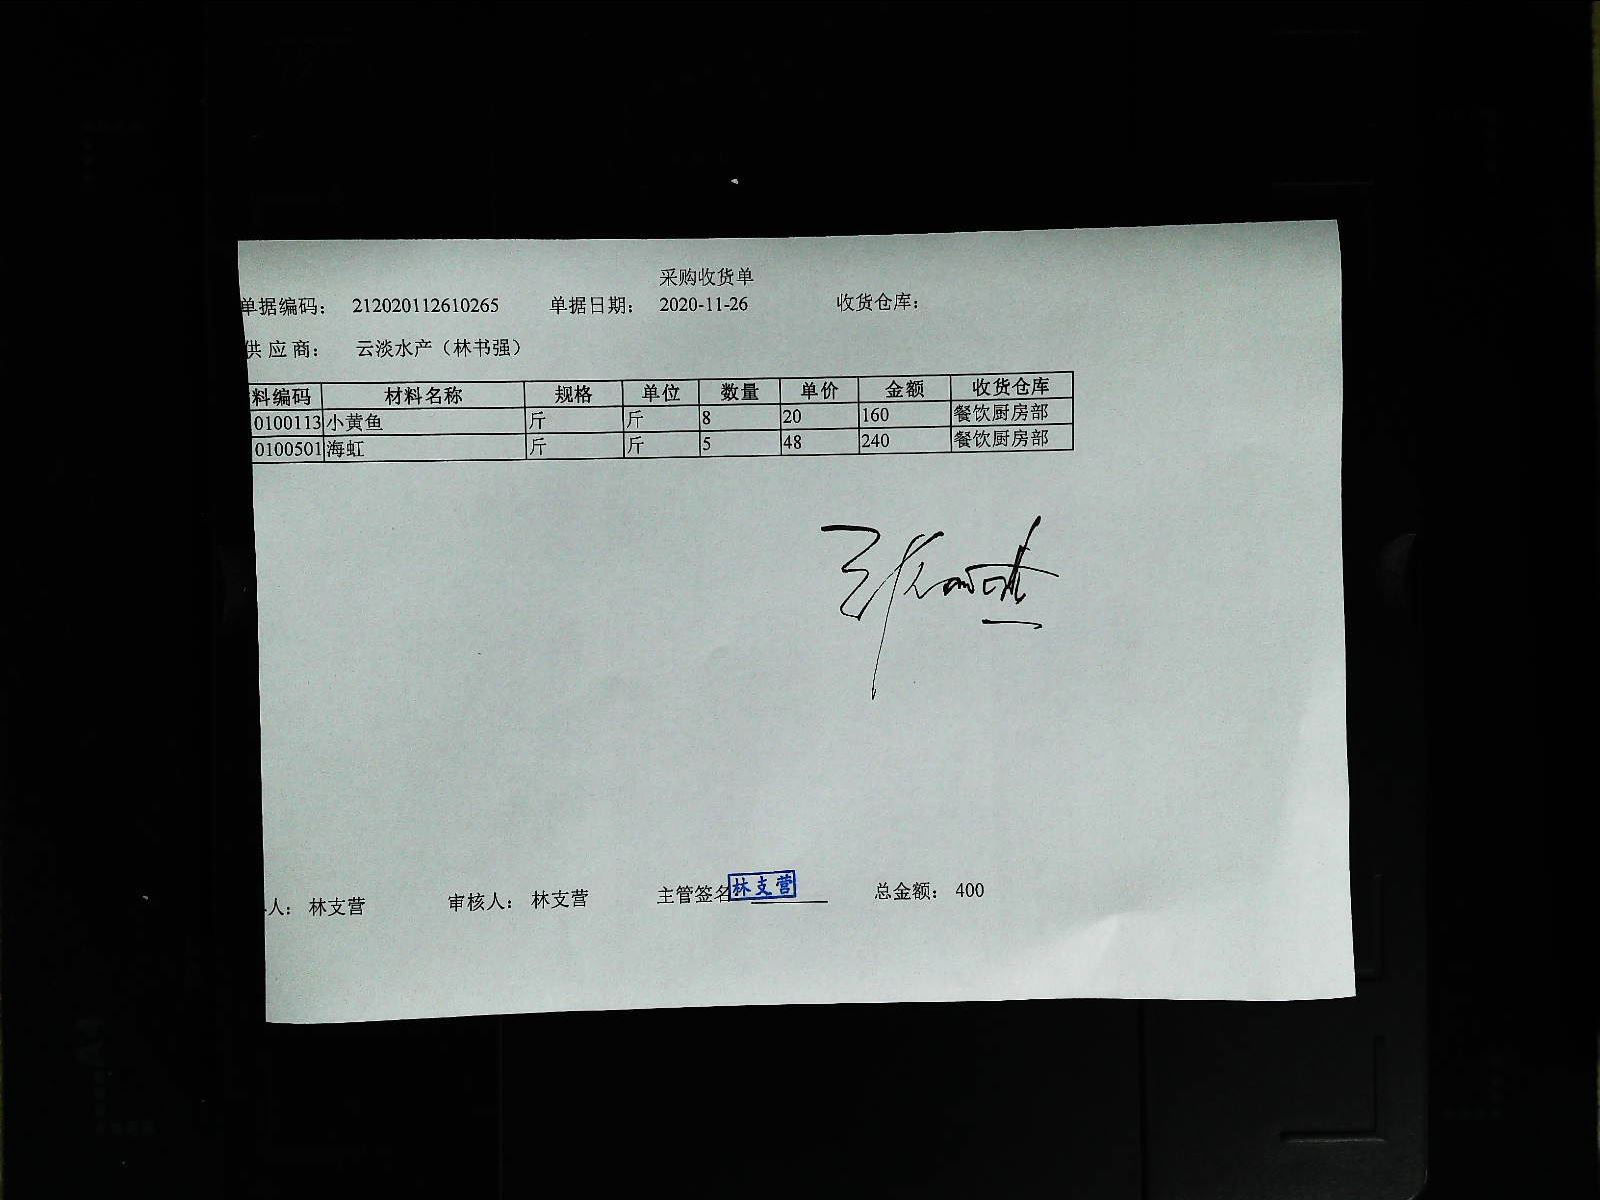 采购收货单
单据编码： 212020112610265 单据日期： 2020-11-26 收货仓库：
供应商： 云淡水产（林书强）
料编码 材料名称 规格 单位 数量 单价 金额 收货仓库
0100113 小黄鱼 斤 斤 8 20 160 餐饮厨房部
0100501 海虹 斤 斤 5 48 240 餐饮厨房部
人： 林支营 审核人： 林支营 主管签名 林支营 总金额： 400